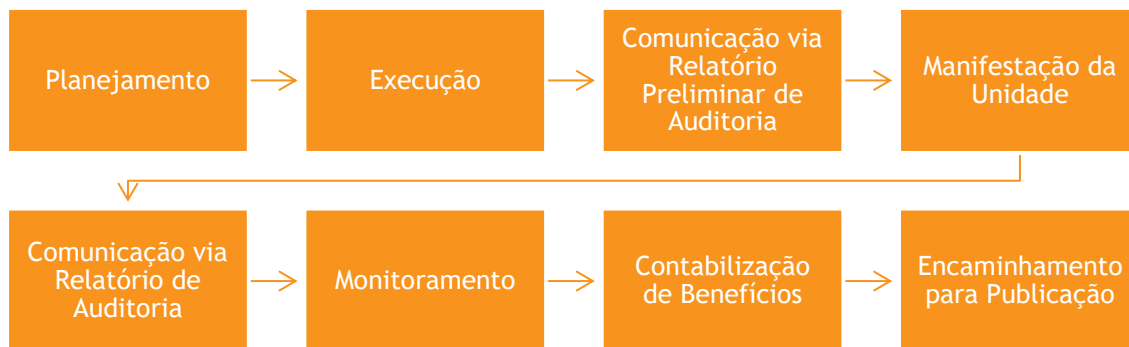 Planejamento
Execução
Comunicação via
Relatório
Preliminar de
Auditoria
Manifestação da
Unidade
Comunicação via
Relatório de
Auditoria
Monitoramento
Contabilização
de Benefícios
Encaminhamento
para Publicação